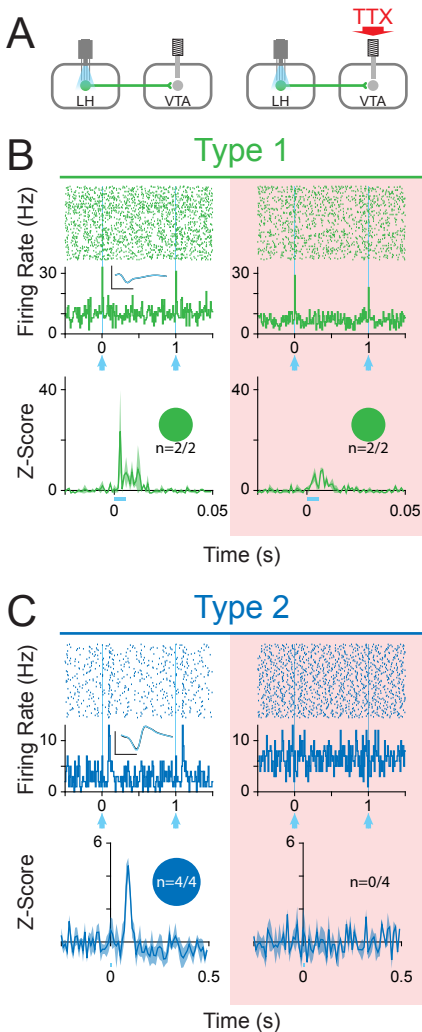 A
TTX
LH VTA LH VTA
B
Type 1
Firing Rate (Hz)
30
0
0 1 0 1
Z-Score
40
0
n=2/2 n=2/2
0 0.05 0 0.05
Time (s)
C
Type 2
Firing Rate (Hz)
10
0
0 1 0 1
Z-Score
6 6
n=4/4 n=0/4
0 0.5 0 0.5
Time (s)